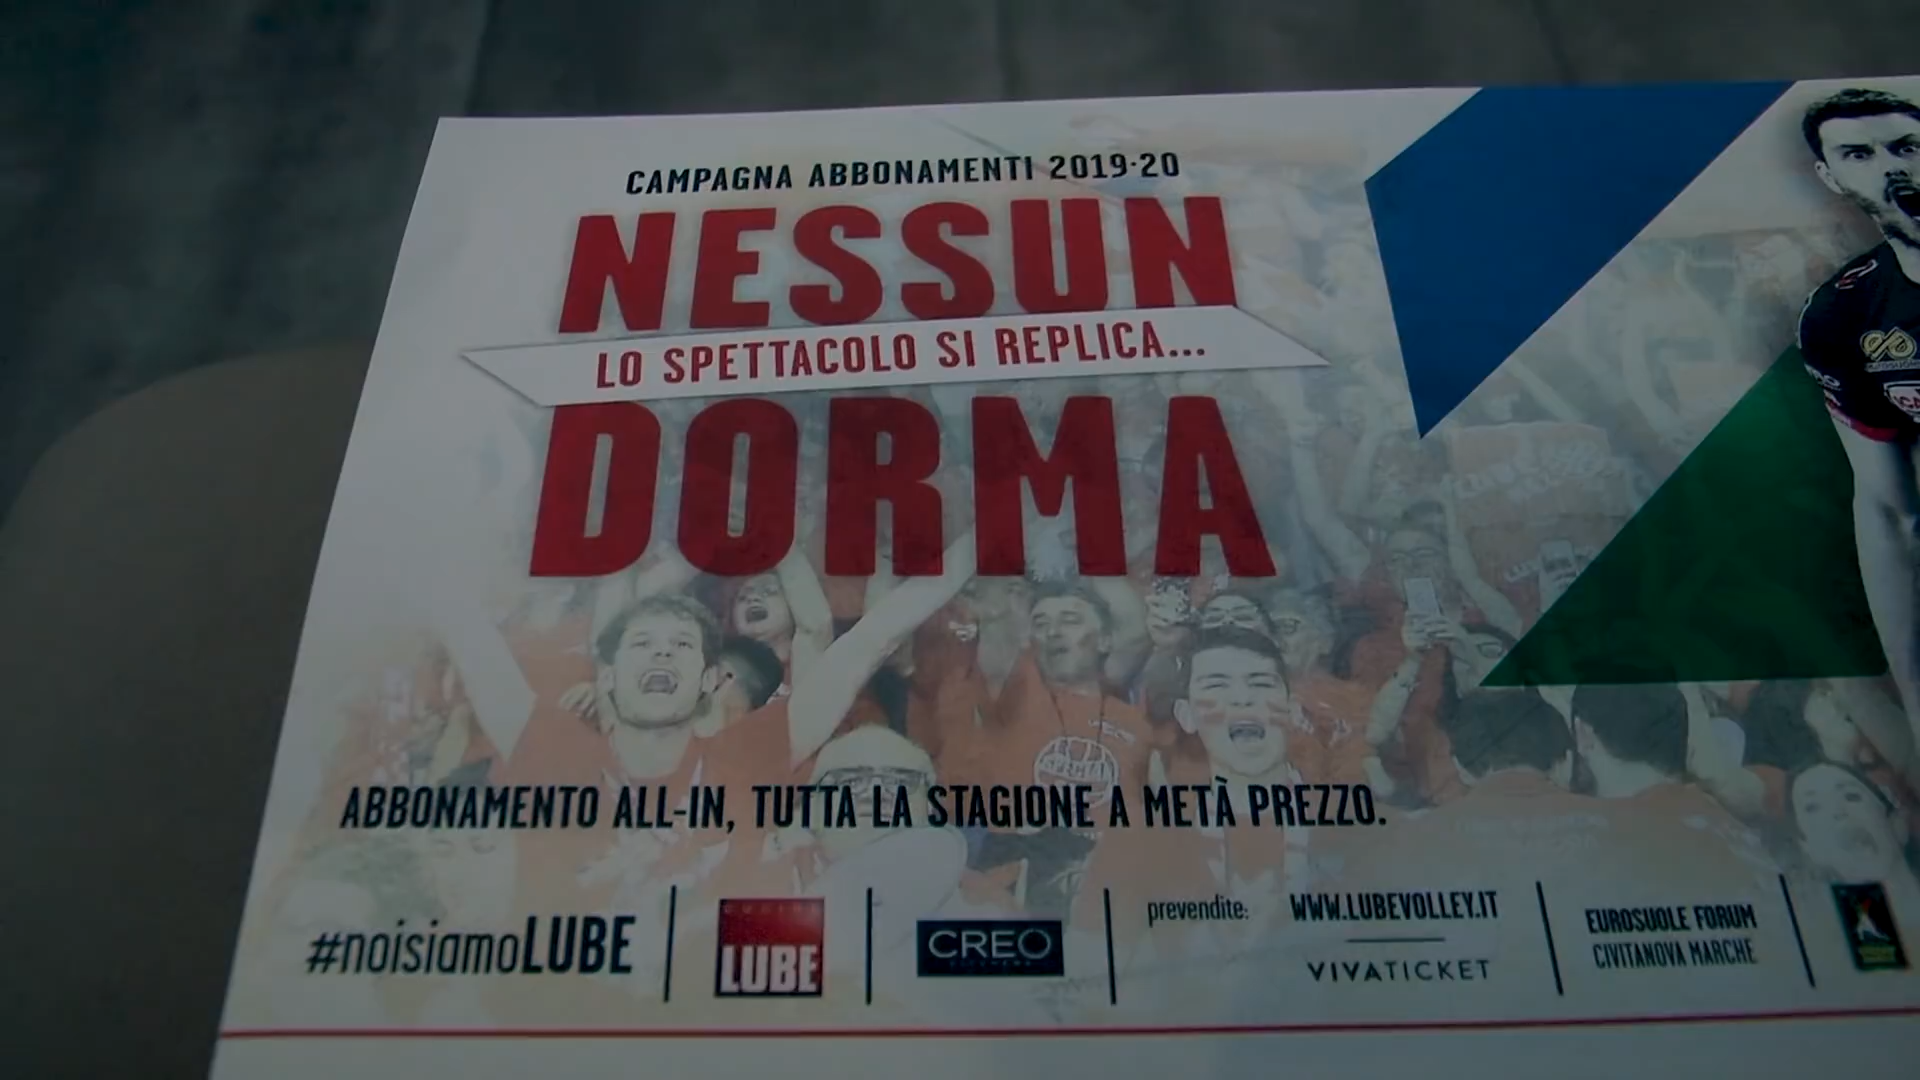 CAMPAGNA ABBONAMENTI 2019·20
NESSUN
LO SPETTACOLO SI REPLICA...
DORMA
ABBONAMENTO ALL-IN, TUTTA LA STAGIONE A METÀ PREZZO.
#noisiamoLUBE
CUCINE
LUBE
CREO
prevendite:
WWW.LUBEVOLLEY.IT
VIVATICKET
EUROSUOLE FORUM
CIVITANOVA MARCHE